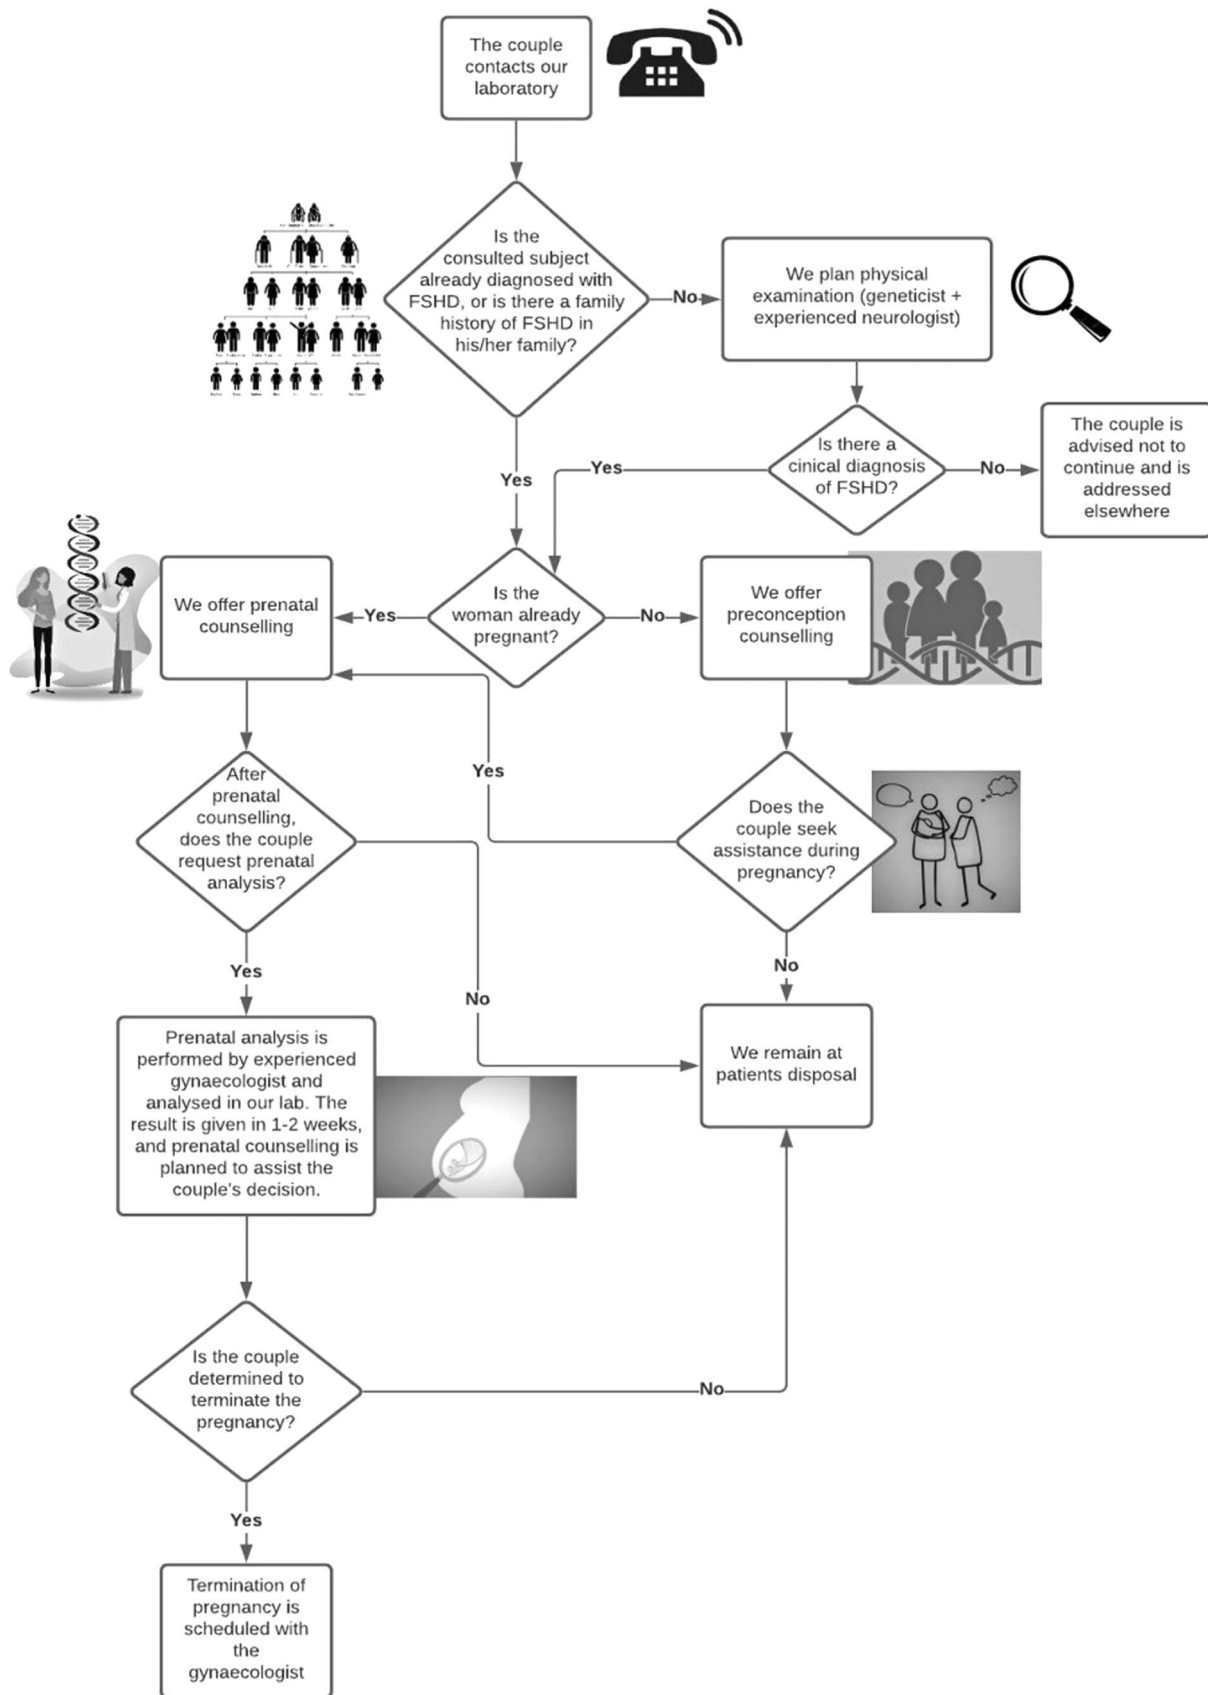 The couple
contacts our
laboratory
Is the
consulted subject
already diagnosed with
FSHD, or is there a family
history of FSHD in
his/her family?
No
We plan physical
examination (geneticist +
experienced neurologist)
Yes
Is there a
cinical diagnosis
of FSHD?
Yes
No
The couple is
advised not to
continue and is
addressed
elsewhere
Is the
woman already
pregnant?
Yes
No
We offer prenatal
counselling
We offer
preconception
counselling
After
prenatal
counselling,
does the couple
request prenatal
analysis?
Yes
Does the
couple seek
assistance during
pregnancy?
Yes
No
No
Prenatal analysis is
performed by experienced
gynaecologist and
analysed in our lab. The
result is given in 1-2 weeks,
and prenatal counselling is
planned to assist the
couple's decision.
We remain at
patients disposal
Is the couple
determined to
terminate the
pregnancy?
No
Yes
Termination of
pregnancy is
scheduled with
the
gynaecologist